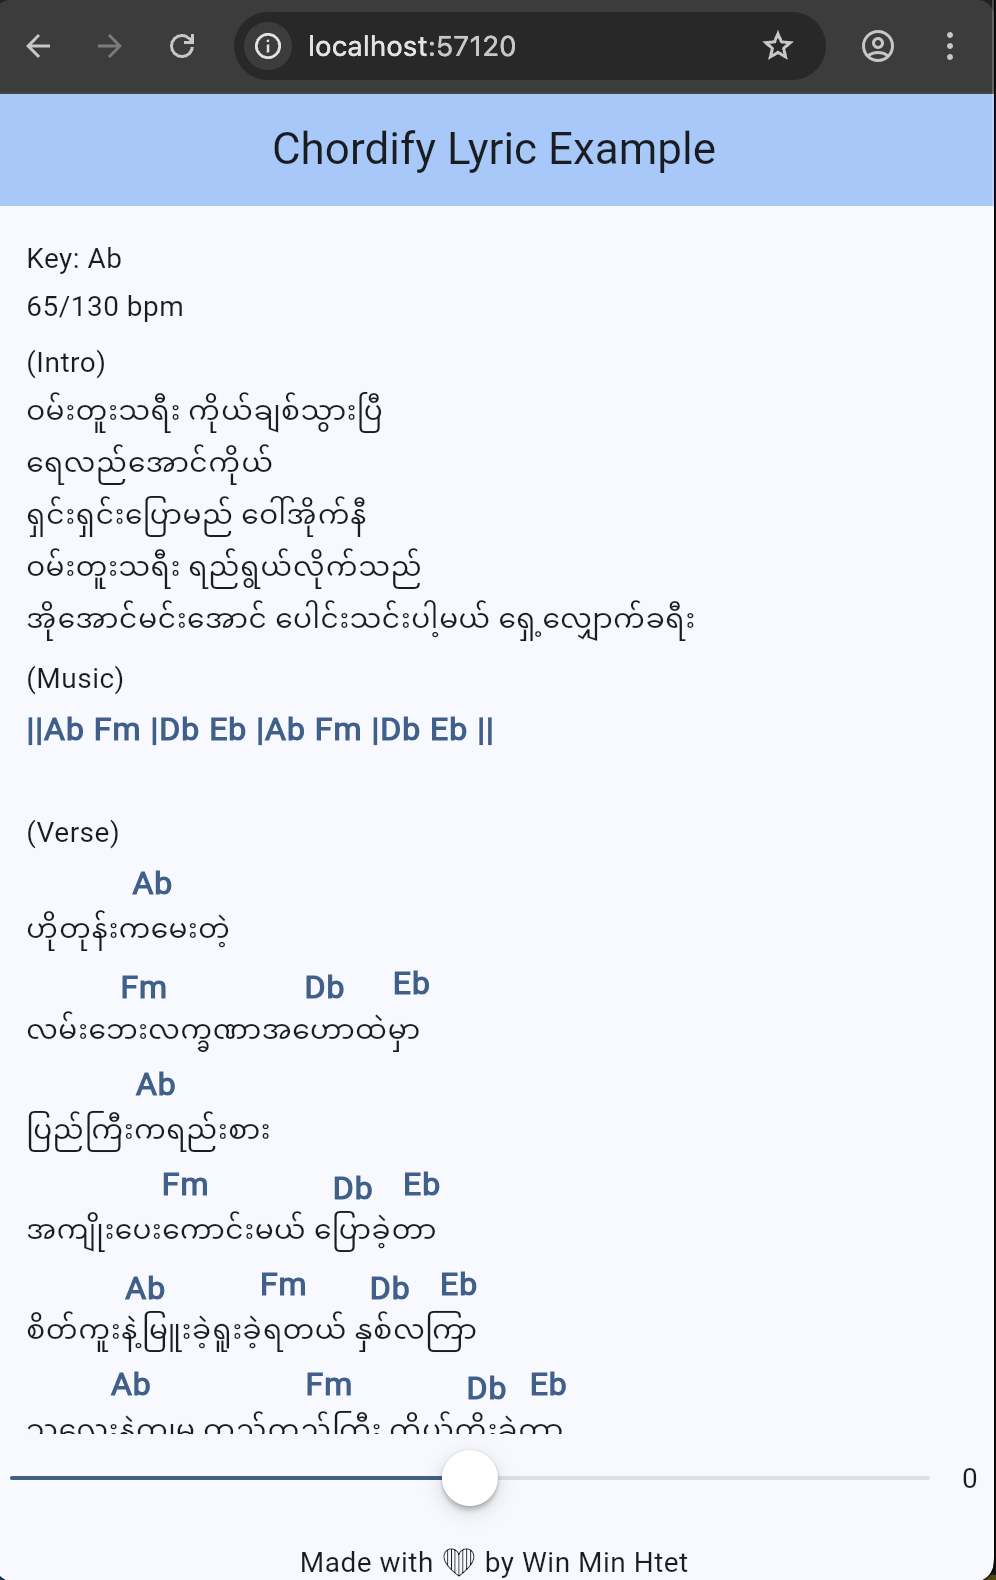 localhost:57120
Chordify Lyric Example
Key: Ab
65/130 bpm
(Intro)
ဝမ်းတူးသရီး ကိုယ်ချစ်သွားပြီ
ရေလည်အောင်ကိုယ်
ရှင်းရှင်းပြောမည် ဝေါ်အိုက်နီ
ဝမ်းတူးသရီး ရည်ရွယ်လိုက်သည်
အိုအောင်မင်းအောင် ပေါင်းသင်းပါ့မယ် ရှေ့လျှောက်ခရီး
(Music)
||Ab Fm |Db Eb |Ab Fm |Db Eb ||
(Verse)
Ab
ဟိုတုန်းကမေးတဲ့
Fm Db Eb
လမ်းဘေးလက္ခဏာအဟောထဲမှာ
Ab
ပြည်ကြီးကရည်းစား
Fm Db Eb
အကျိုးပေးကောင်းမယ် ပြောခဲ့တာ
Ab Fm Db Eb
စိတ်ကူးနဲ့မြူးခဲ့ရူးခဲ့ရတယ် နှစ်လကြာ
Ab Fm Db Eb
0
Made with by Win Min Htet